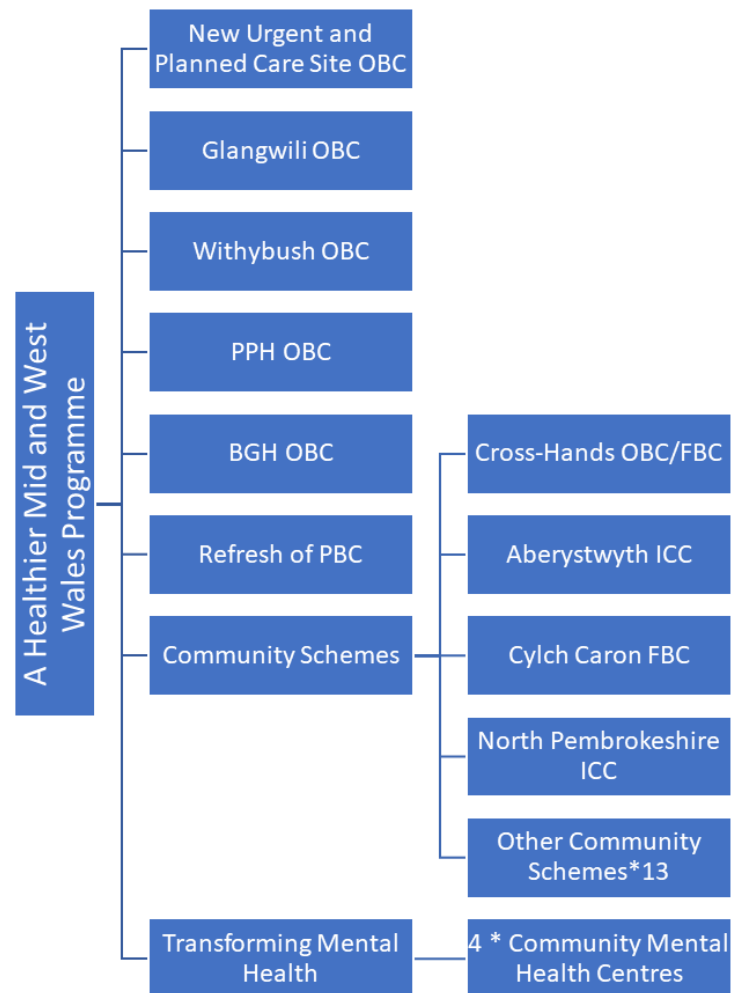 A Healthier Mid and West
Wales Programme
New Urgent and
Planned Care Site OBC
Glangwili OBC
Withybush OBC
PPH OBC
BGH OBC
Refresh of PBC
Community Schemes
Cross-Hands OBC/FBC
Aberystwyth ICC
Cylch Caron FBC
North Pembrokeshire
ICC
Other Community
Schemes*13
Transforming Mental
Health
4 * Community Mental
Health Centres